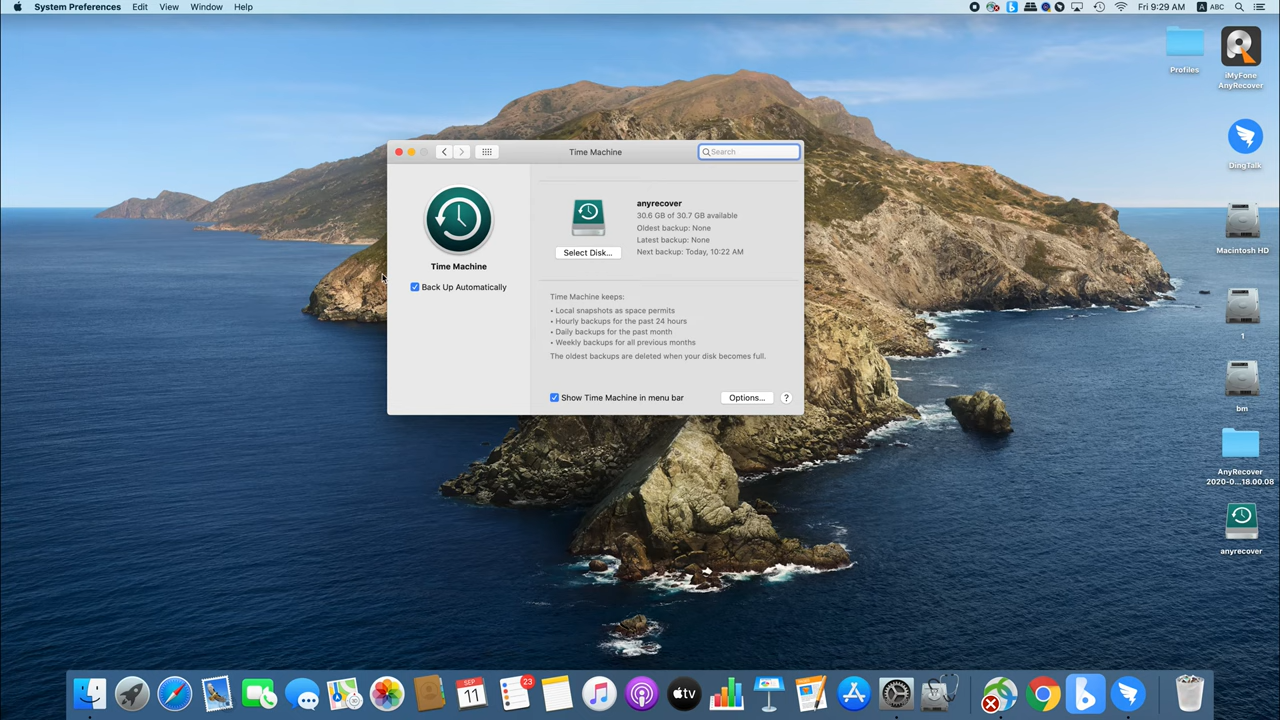 System Preferences Edit View Window Help
Fri 9:29 AM A ABC
Profiles
iMyFone
AnyRecover
DingTalk
Macintosh HD
1
bm
AnyRecover
2020-0...18.00.08
anyrecover
Time Machine
Search
Time Machine
Back Up Automatically
anyrecover
30.6 GB of 30.7 GB available
Oldest backup: None
Latest backup: None
Next backup: Today, 10:22 AM
Select Disk...
Time Machine keeps:
• Local snapshots as space permits
• Hourly backups for the past 24 hours
• Daily backups for the past month
• Weekly backups for all previous months
The oldest backups are deleted when your disk becomes full.
Show Time Machine in menu bar
Options...
?
SEP
11
23
tv